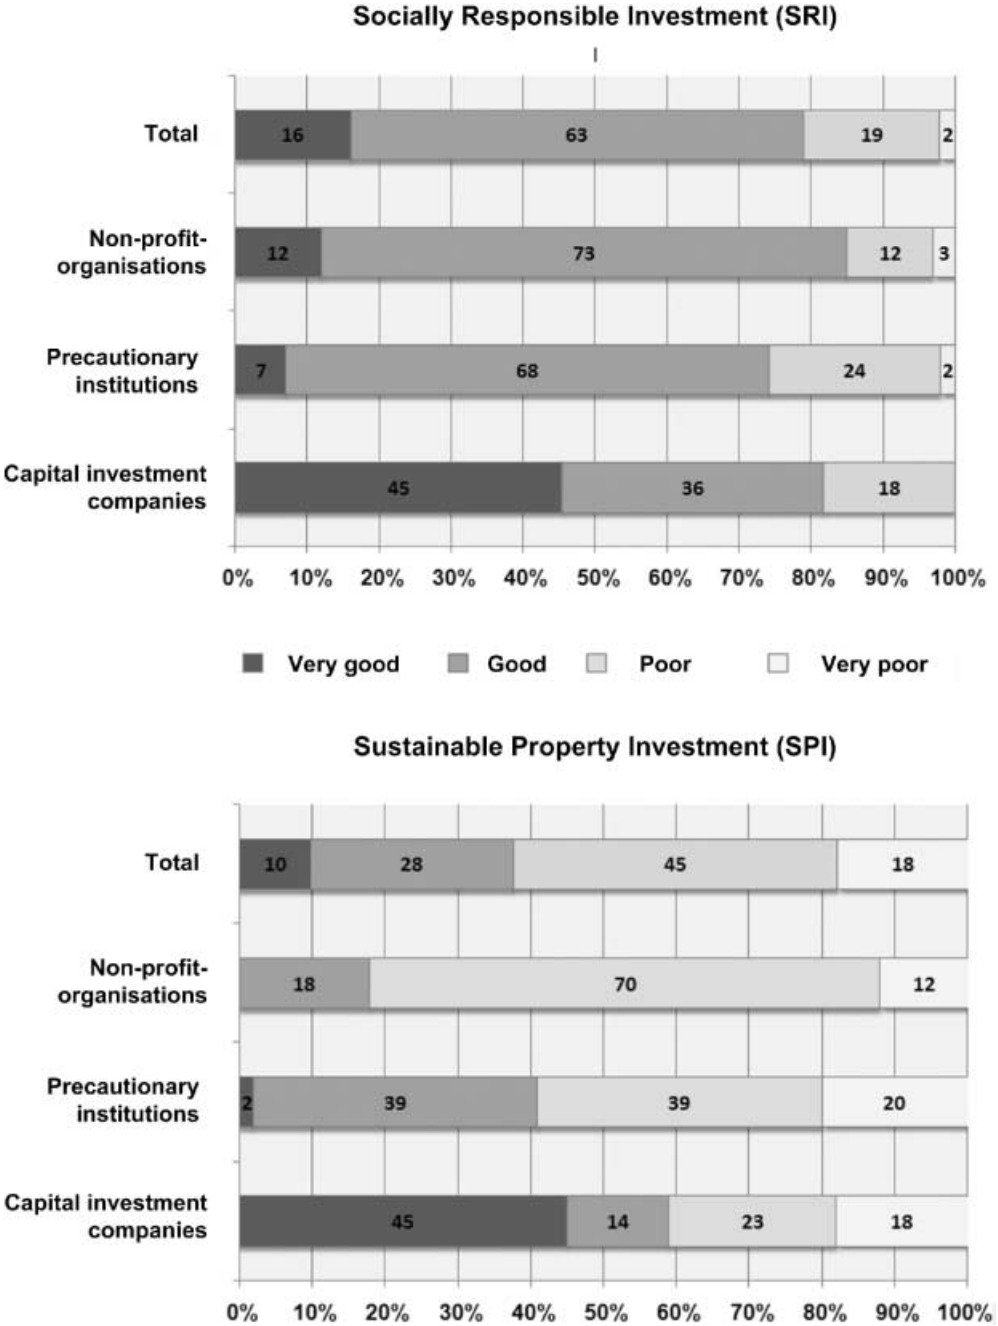 Socially Responsible Investment (SRI)
Total
16 63 19 2
Non-profit-
organisations
12 73 12 3
Precautionary
institutions
7 68 24 2
Capital investment
companies
45 36 18
0% 10% 20% 30% 40% 50% 60% 70% 80% 90% 100%
Very good Good Poor Very poor
Sustainable Property Investment (SPI)
Total
10 28 45 18
Non-profit-
organisations
18 70 12
Precautionary
institutions
2 39 39 20
Capital investment
companies
45 14 23 18
0% 10% 20% 30% 40% 50% 60% 70% 80% 90% 100%